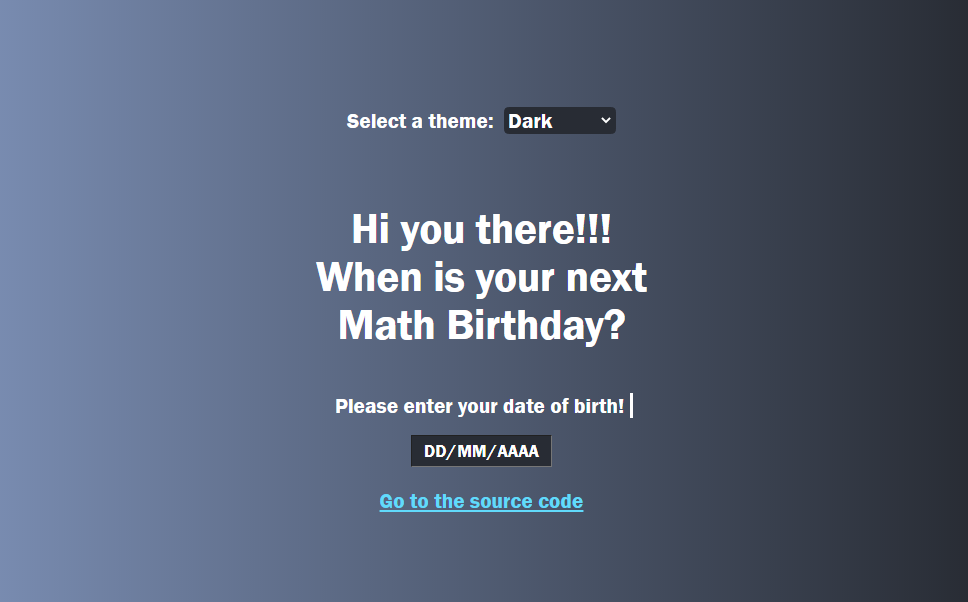 Select a theme: Dark
Hi you there!!!
When is your next
Math Birthday?
Please enter your date of birth!
DD/MM/AAAA
Go to the source code